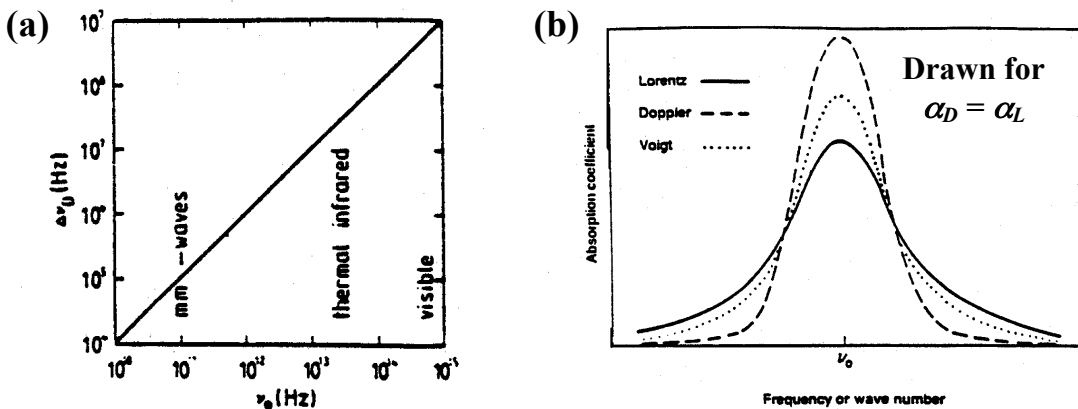 (a)
10⁸
10⁷
10⁶
10⁵
Δν_D (Hz)
mm-waves
thermal infrared
visible
10¹²
10¹³
10¹⁴
ν₀ (Hz)
(b)
Lorentz
Doppler
Voigt
Drawn for
α_D = α_L
Absorption coefficient
ν₀
Frequency or wave number